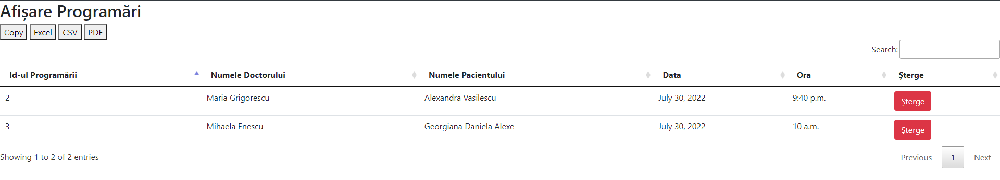 Afișare Programări
Copy Excel CSV PDF
Search:
Id-ul Programării Numele Doctorului Numele Pacientului Data Ora Șterge
2 Maria Grigorescu Alexandra Vasilescu July 30, 2022 9:40 p.m. Șterge
3 Mihaela Enescu Georgiana Daniela Alexe July 30, 2022 10 a.m. Șterge
Showing 1 to 2 of 2 entries Previous 1 Next